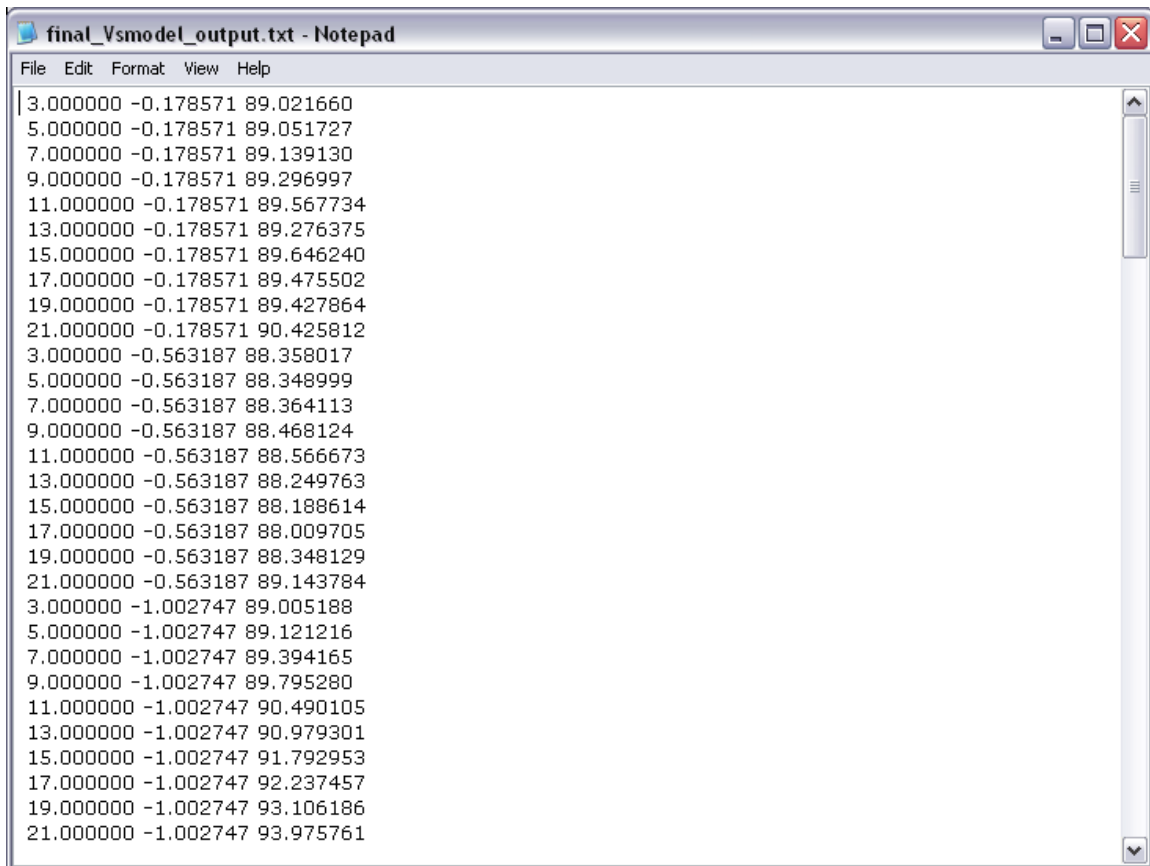 final_Vsmodel_output.txt - Notepad
File Edit Format View Help
3.000000 -0.178571 89.021660
5.000000 -0.178571 89.051727
7.000000 -0.178571 89.139130
9.000000 -0.178571 89.296997
11.000000 -0.178571 89.567734
13.000000 -0.178571 89.276375
15.000000 -0.178571 89.646240
17.000000 -0.178571 89.475502
19.000000 -0.178571 89.427864
21.000000 -0.178571 90.425812
3.000000 -0.563187 88.358017
5.000000 -0.563187 88.348999
7.000000 -0.563187 88.364113
9.000000 -0.563187 88.468124
11.000000 -0.563187 88.566673
13.000000 -0.563187 88.249763
15.000000 -0.563187 88.188614
17.000000 -0.563187 88.009705
19.000000 -0.563187 88.348129
21.000000 -0.563187 89.143784
3.000000 -1.002747 89.005188
5.000000 -1.002747 89.121216
7.000000 -1.002747 89.394165
9.000000 -1.002747 89.795280
11.000000 -1.002747 90.490105
13.000000 -1.002747 90.979301
15.000000 -1.002747 91.792953
17.000000 -1.002747 92.237457
19.000000 -1.002747 93.106186
21.000000 -1.002747 93.975761